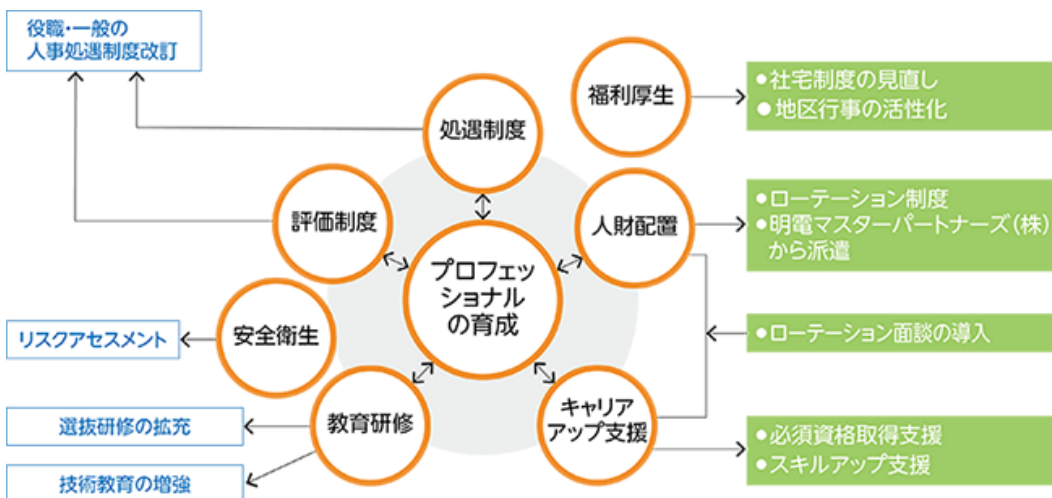 役職・一般の
人事処遇制度改訂
処遇制度
福利厚生
●社宅制度の見直し
●地区行事の活性化
評価制度
人財配置
●ローテーション制度
●明電マスターパートナーズ(株)
から派遣
プロフェッ
ショナル
の育成
安全衛生
リスクアセスメント
●ローテーション面談の導入
教育研修
選抜研修の拡充
技術教育の増強
キャリア
アップ支援
●必須資格取得支援
●スキルアップ支援